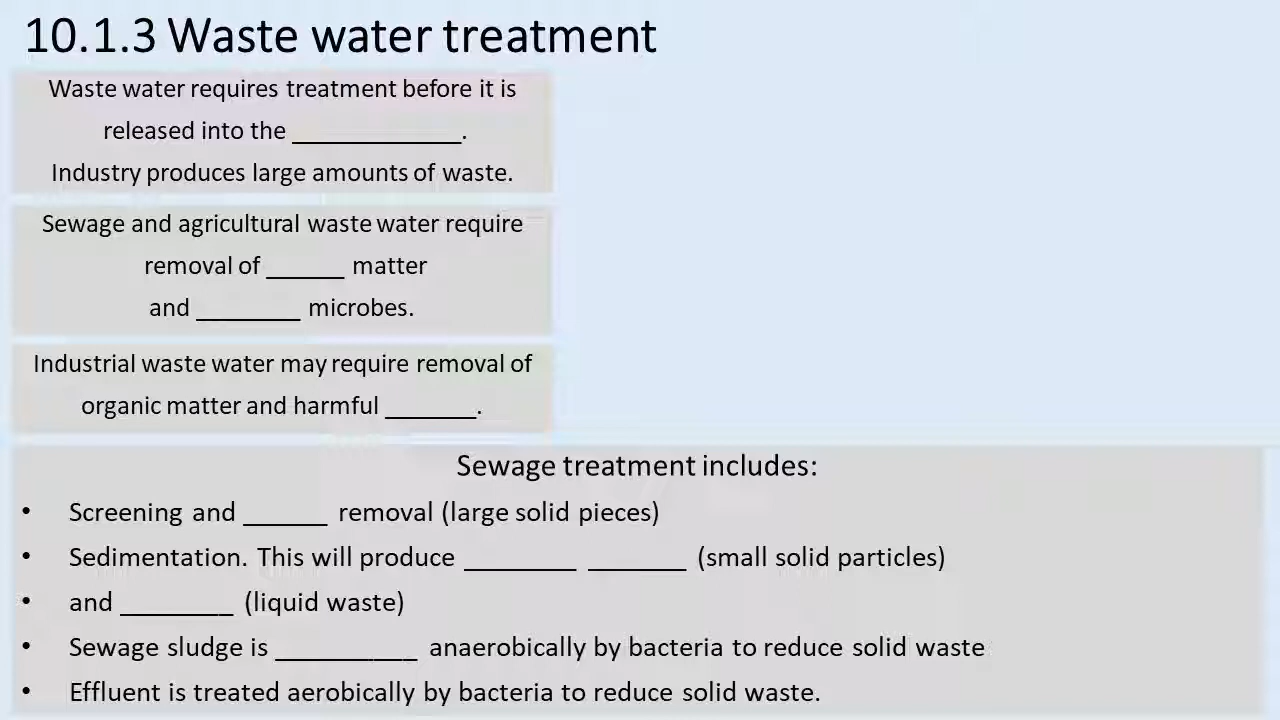 10.1.3 Waste water treatment
Waste water requires treatment before it is
released into the _____________.
Industry produces large amounts of waste.
Sewage and agricultural waste water require
removal of ______ matter
and ________ microbes.
Industrial waste water may require removal of
organic matter and harmful _______.
Sewage treatment includes:
• Screening and ______ removal (large solid pieces)
• Sedimentation. This will produce ________ _______ (small solid particles)
• and ________ (liquid waste)
• Sewage sludge is __________ anaerobically by bacteria to reduce solid waste
• Effluent is treated aerobically by bacteria to reduce solid waste.